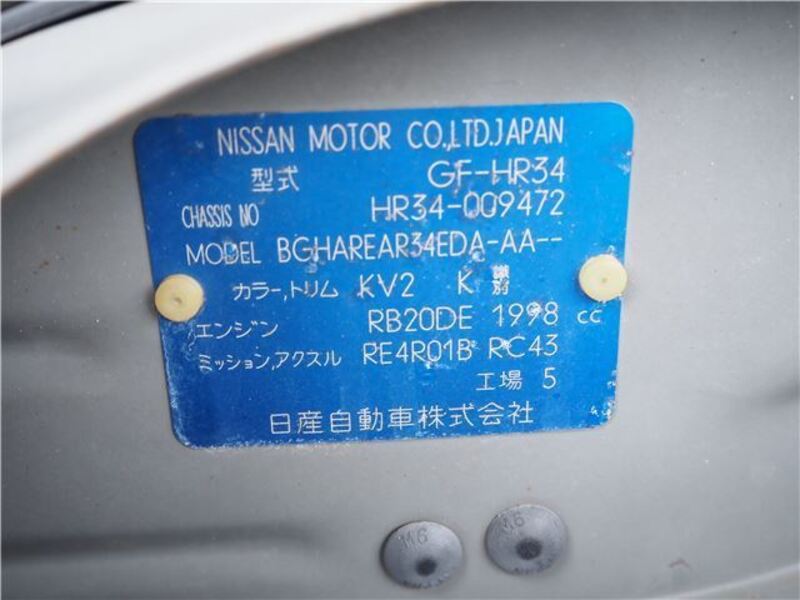 NISSAN MOTOR CO.,LTD.JAPAN
型式 GF-HR34
CHASSIS NO HR34-009472
MODEL BGHAREAR34EDA-AA--
カラー,トリム KV2 K 識別
エンジン RB20DE 1998 cc
ミッション,アクスル RE4R01B RC43
工場 5
日産自動車株式会社
M6
M6